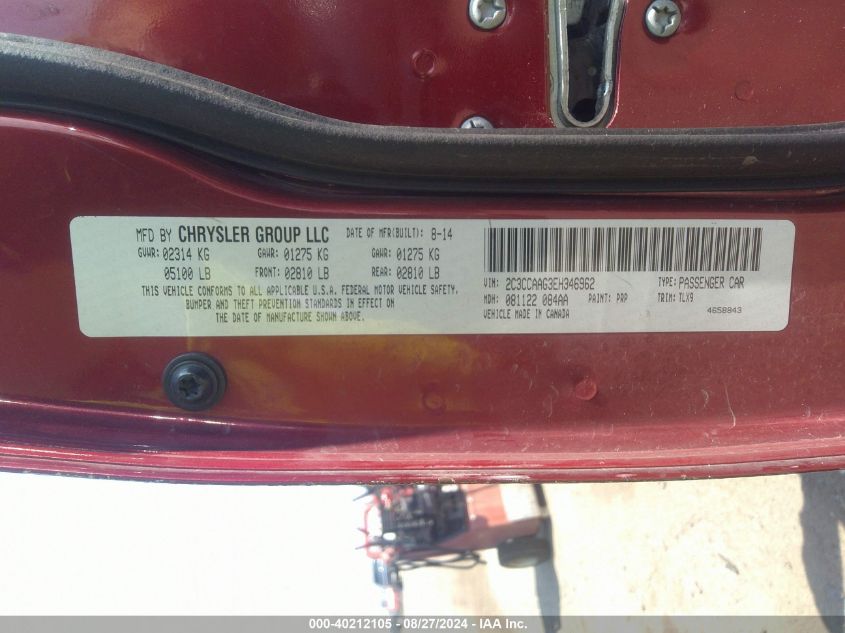 MFD BY CHRYSLER GROUP LLC DATE OF MFR(BUILT): 8-14
GVWR: 02314 KG GAWR: 01275 KG GAWR: 01275 KG
05100 LB FRONT: 02810 LB REAR: 02810 LB
THIS VEHICLE CONFORMS TO ALL APPLICABLE U.S.A. FEDERAL MOTOR VEHICLE SAFETY,
BUMPER AND THEFT PREVENTION STANDARDS IN EFFECT ON
THE DATE OF MANUFACTURE SHOWN ABOVE.
VIN: 2C3CCAAG3EH346962 TYPE: PASSENGER CAR
MDH: 081122 084AA PAINT: PRP TRIM: TLX9
VEHICLE MADE IN CANADA 4658843
000-40212105 - 08/27/2024 - IAA Inc.